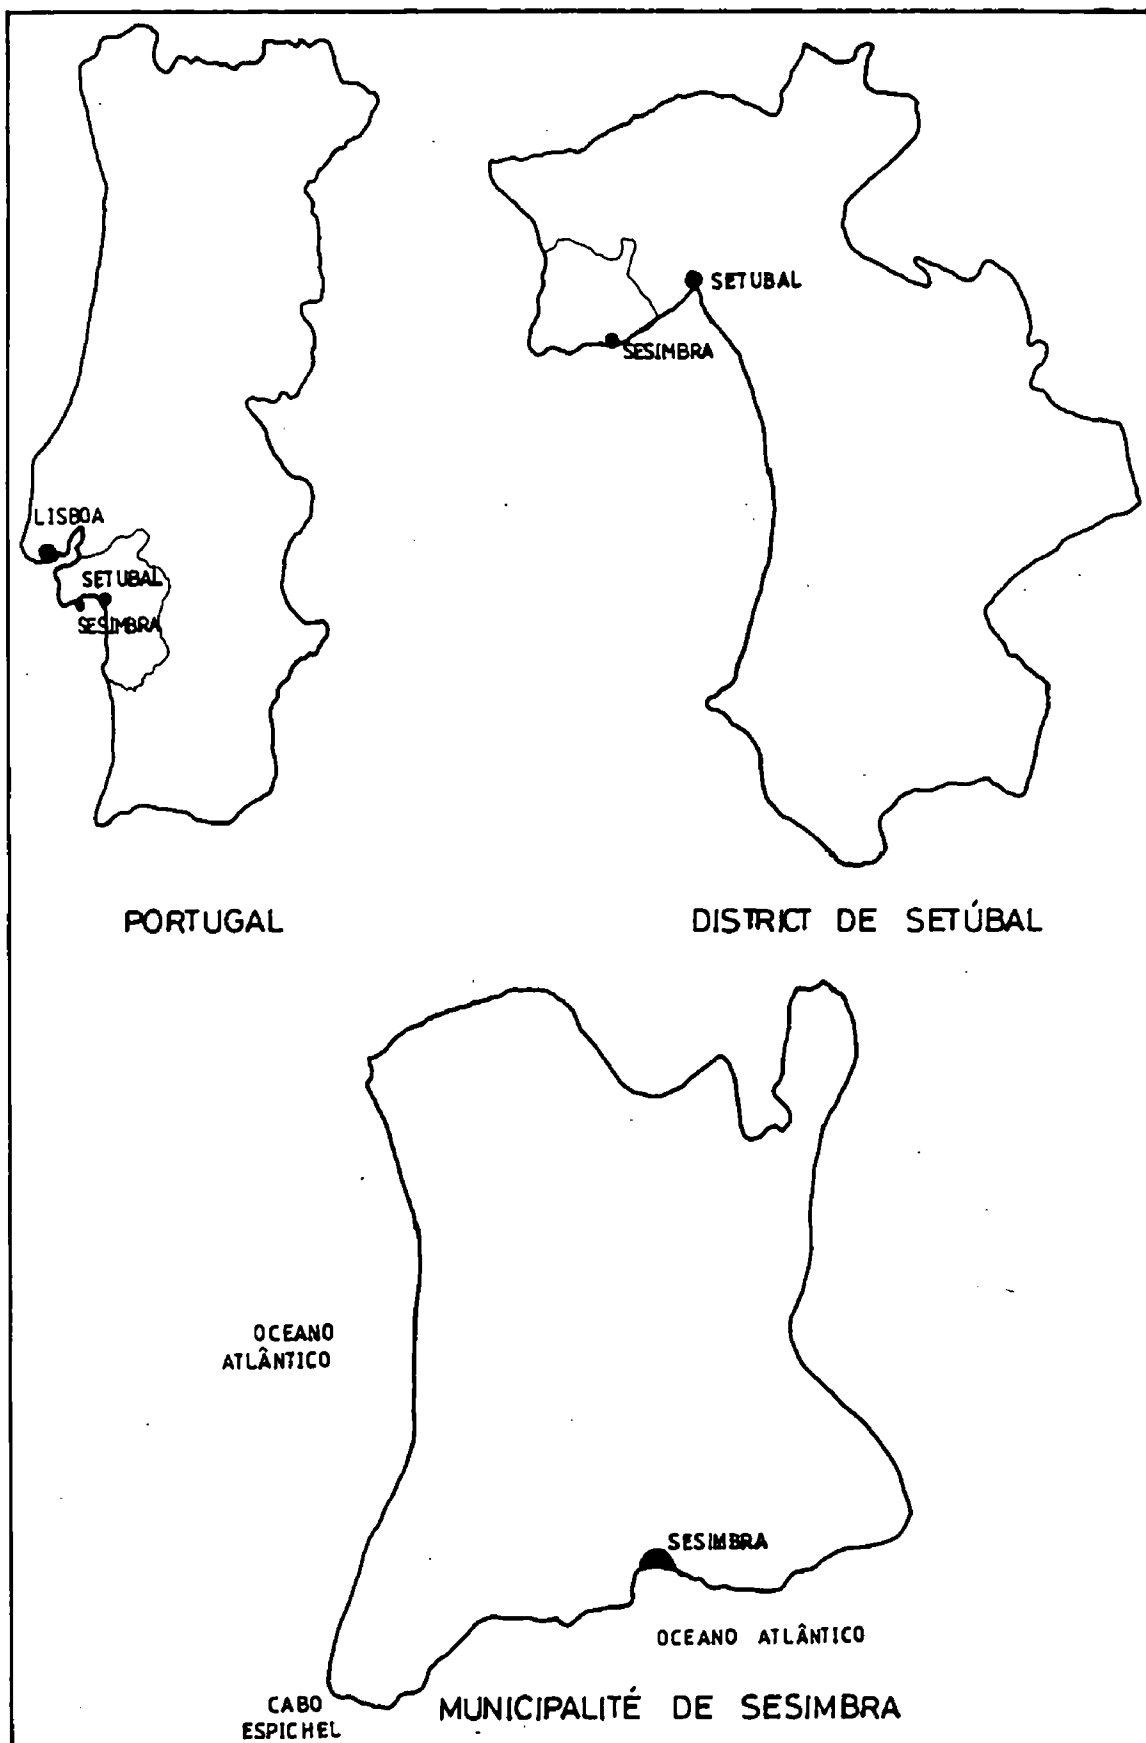 LISBOA
SETUBAL
SESIMBRA
PORTUGAL
SETUBAL
SESIMBRA
DISTRICT DE SETÚBAL
OCEANO
ATLÂNTICO
SESIMBRA
OCEANO ATLÂNTICO
CABO
ESPICHEL
MUNICIPALITÉ DE SESIMBRA